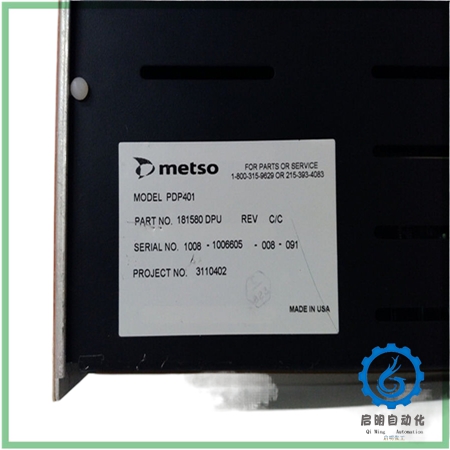 metso
FOR PARTS OR SERVICE
1-800-315-9629 OR 215-393-4083
MODEL PDP401
PART NO. 181580 DPU REV C/C
SERIAL NO. 1008 - 1006605 - 008 - 091
PROJECT NO. 3110402
MADE IN USA
启明自动化
Qi Ming Automation